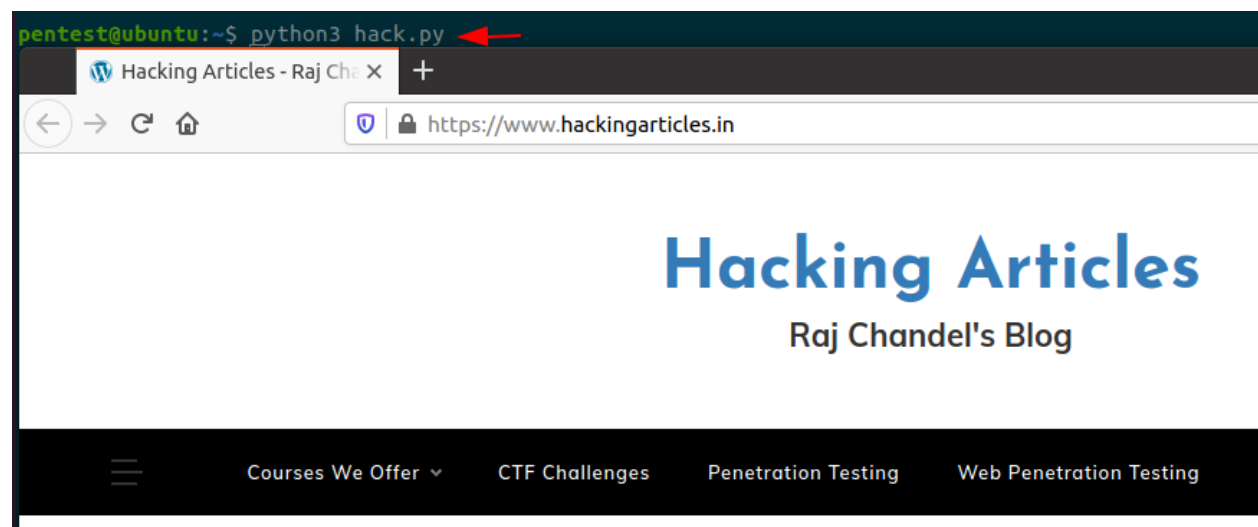 pentest@ubuntu:~$ python3 hack.py
Hacking Articles - Raj Cha
https://www.hackingarticles.in
Hacking Articles
Raj Chandel's Blog
Courses We Offer CTF Challenges Penetration Testing Web Penetration Testing